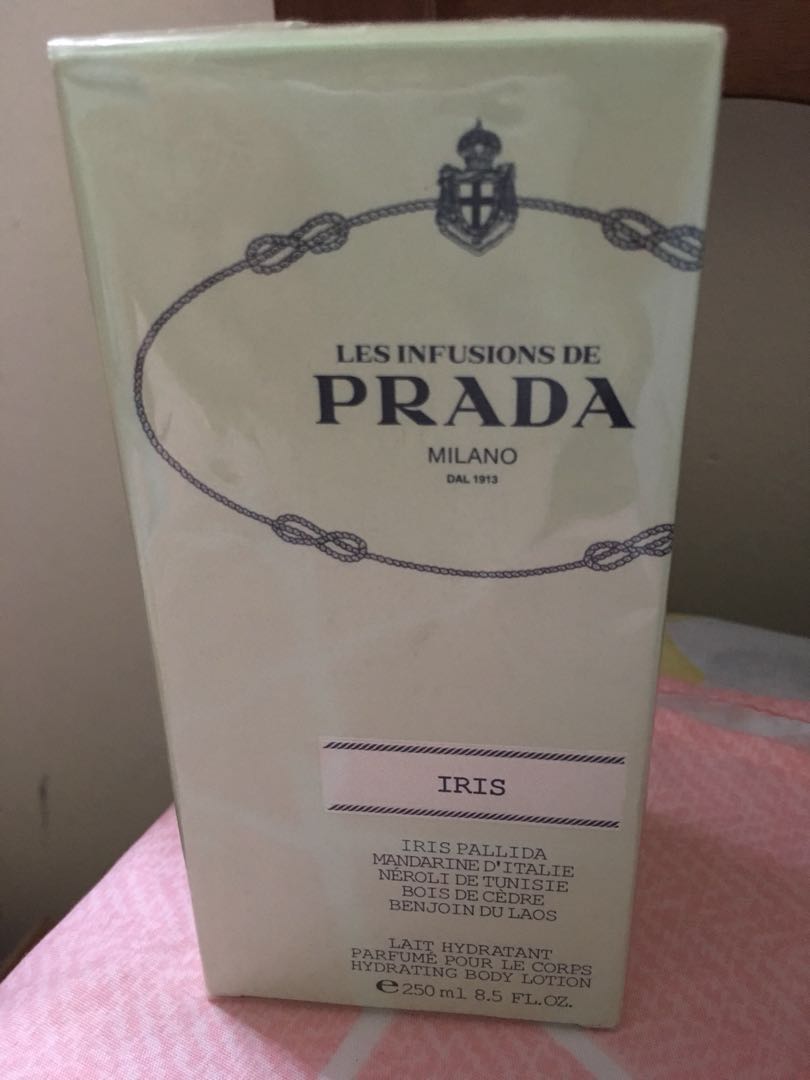 LES INFUSIONS DE
PRADA
MILANO
DAL 1913
IRIS
IRIS PALLIDA
MANDARINE D'ITALIE
NÉROLI DE TUNISIE
BOIS DE CÈDRE
BENJOIN DU LAOS
LAIT HYDRATANT
PARFUMÉ POUR LE CORPS
HYDRATING BODY LOTION
℮ 250 ml 8.5 FL.OZ.